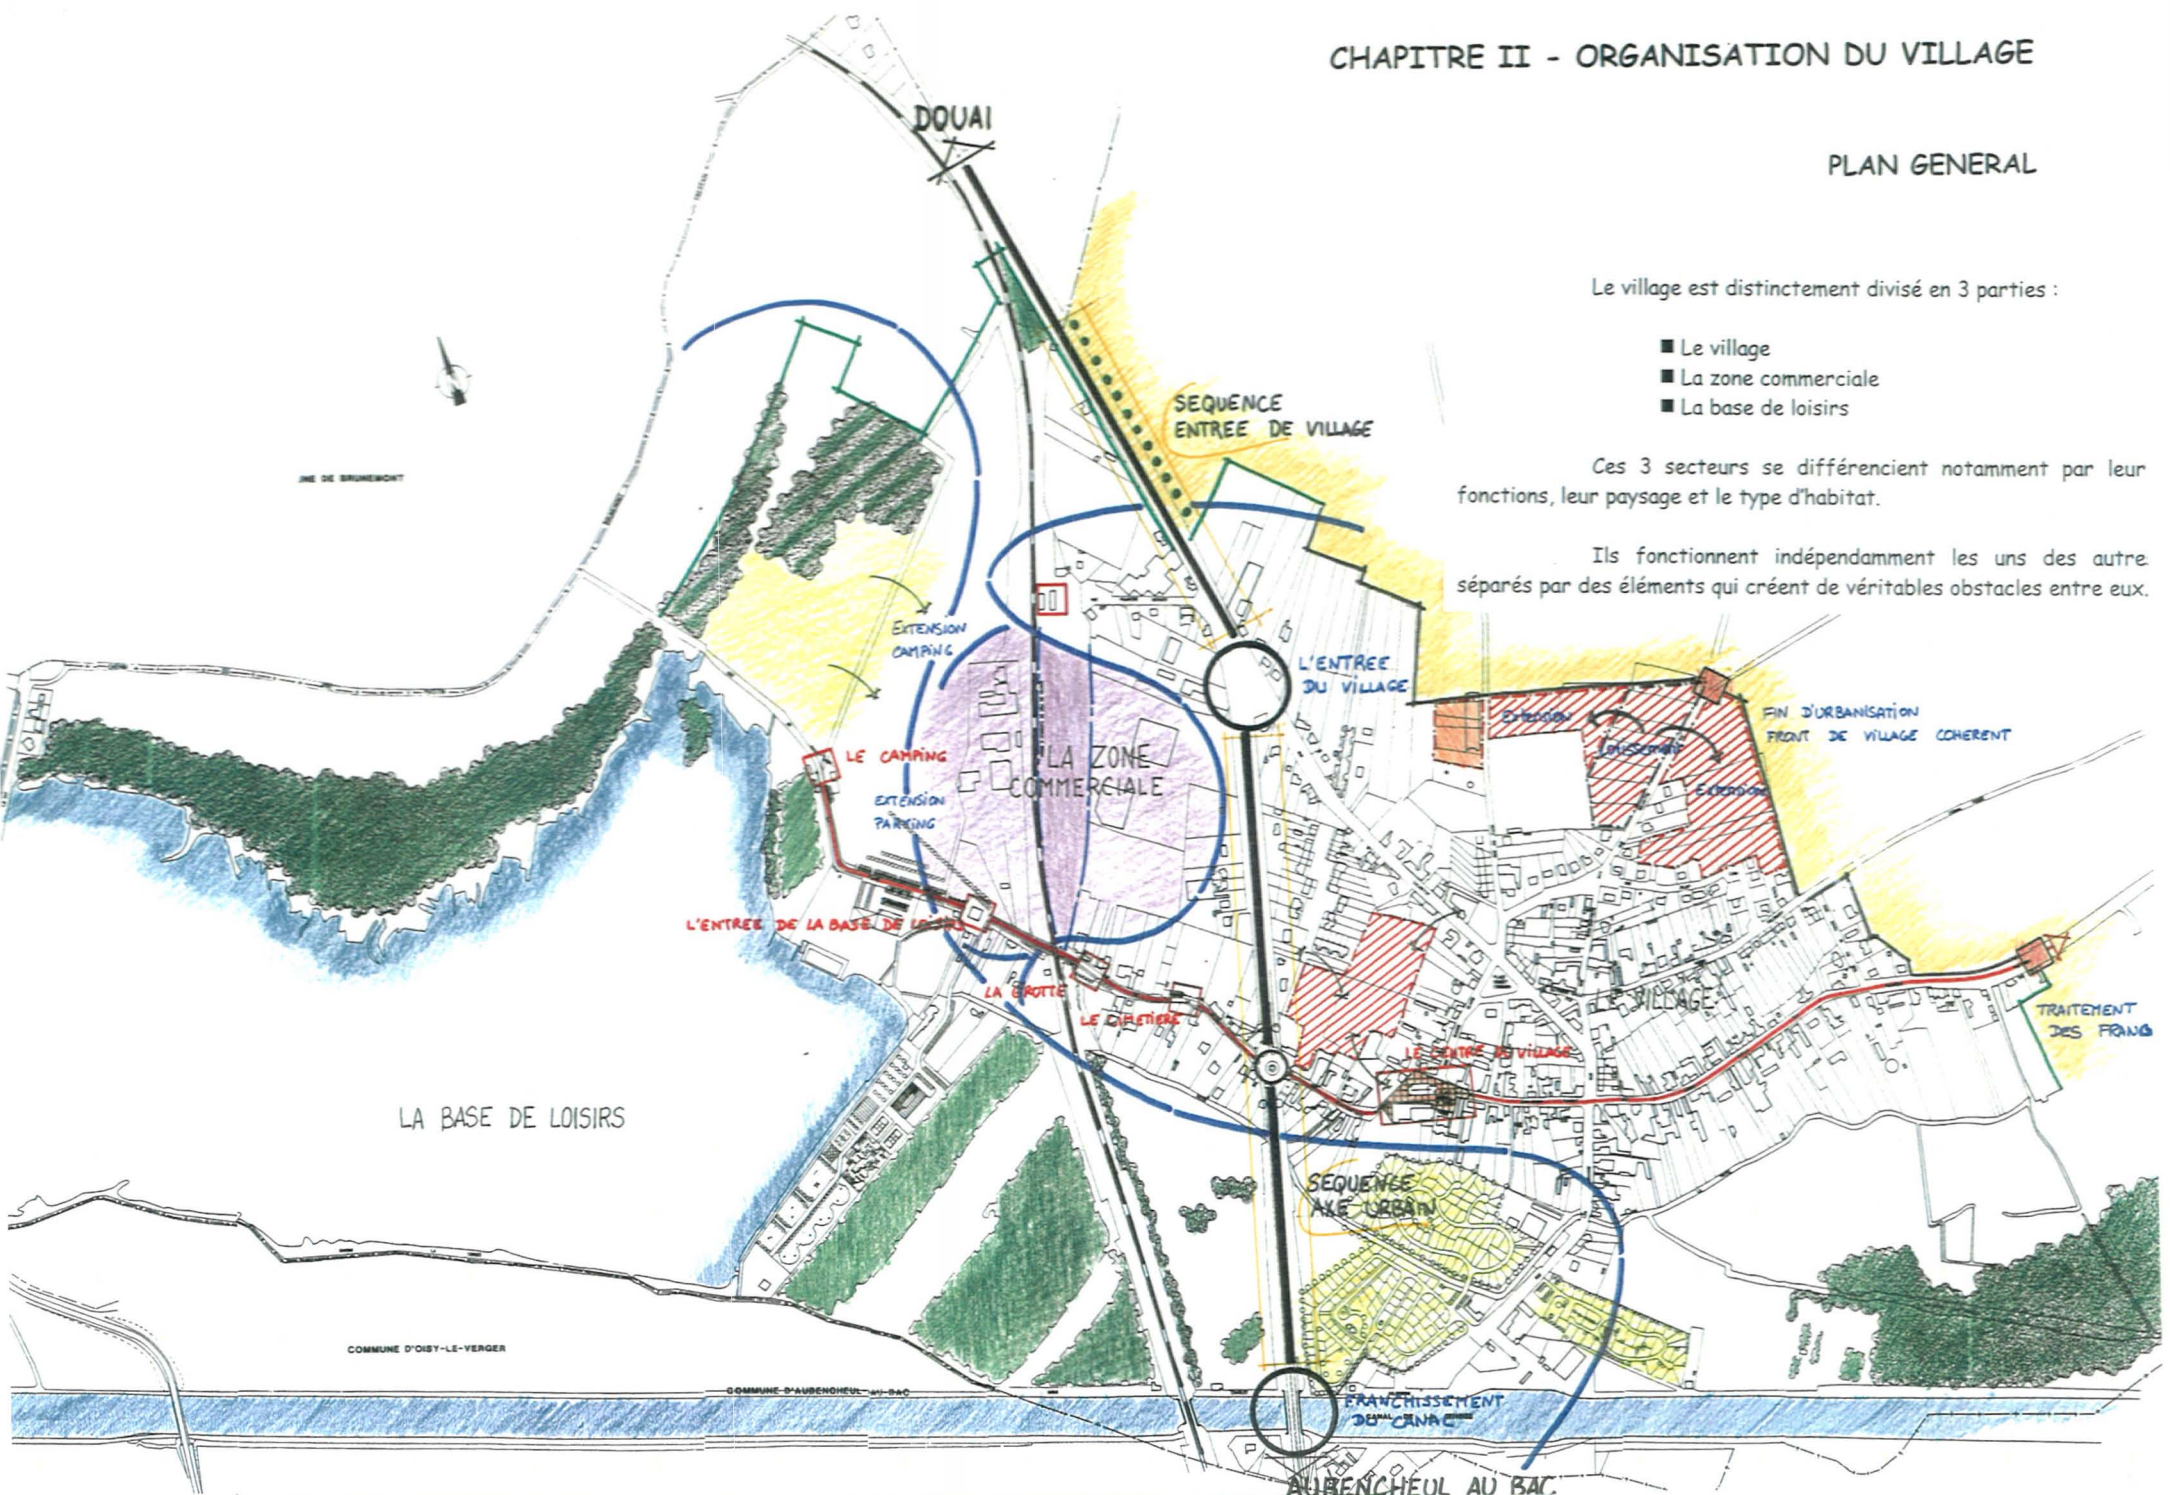 CHAPITRE II - ORGANISATION DU VILLAGE
PLAN GENERAL
Le village est distinctement divisé en 3 parties :
■ Le village
■ La zone commerciale
■ La base de loisirs
Ces 3 secteurs se différencient notamment par leur
fonctions, leur paysage et le type d'habitat.
Ils fonctionnent indépendamment les uns des autre
séparés par des éléments qui créent de véritables obstacles entre eux.
DOUAI
SEQUENCE
ENTREE DE VILLAGE
NE DE BRUNEMONT
EXTENSION
CAMPING
L'ENTREE
DU VILLAGE
Extension
Lotissement
Extension
FIN D'URBANISATION
FRONT DE VILLAGE COHERENT
LE CAMPING
LA ZONE
COMMERCIALE
EXTENSION
PARKING
L'ENTREE DE LA BASE DE LOISIRS
LA GROTTE
LE CIMETIERE
LE VILLAGE
TRAITEMENT
DES FRANG
LE CENTRE DU VILLAGE
LA BASE DE LOISIRS
SEQUENCE
AXE URBAIN
COMMUNE D'OISY-LE-VERGER
COMMUNE D'AUBENCHEUL-AU-BAC
FRANCHISSEMENT
DU CANAL
AUBENCHEUL AU BAC